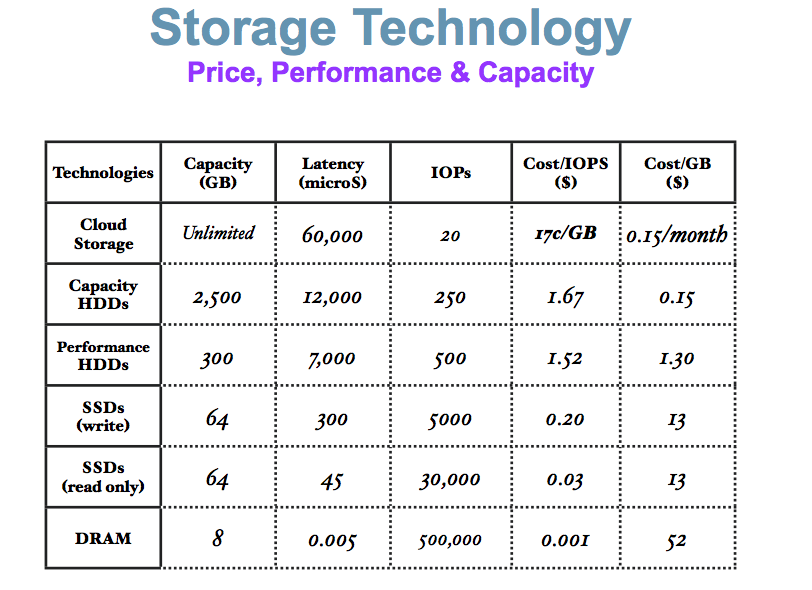 Storage Technology
Price, Performance & Capacity
Technologies Capacity (GB) Latency (microS) IOPs Cost/IOPS ($) Cost/GB ($)
Cloud Storage Unlimited 60,000 20 17c/GB 0.15/month
Capacity HDDs 2,500 12,000 250 1.67 0.15
Performance HDDs 300 7,000 500 1.52 1.30
SSDs (write) 64 300 5000 0.20 13
SSDs (read only) 64 45 30,000 0.03 13
DRAM 8 0.005 500,000 0.001 52